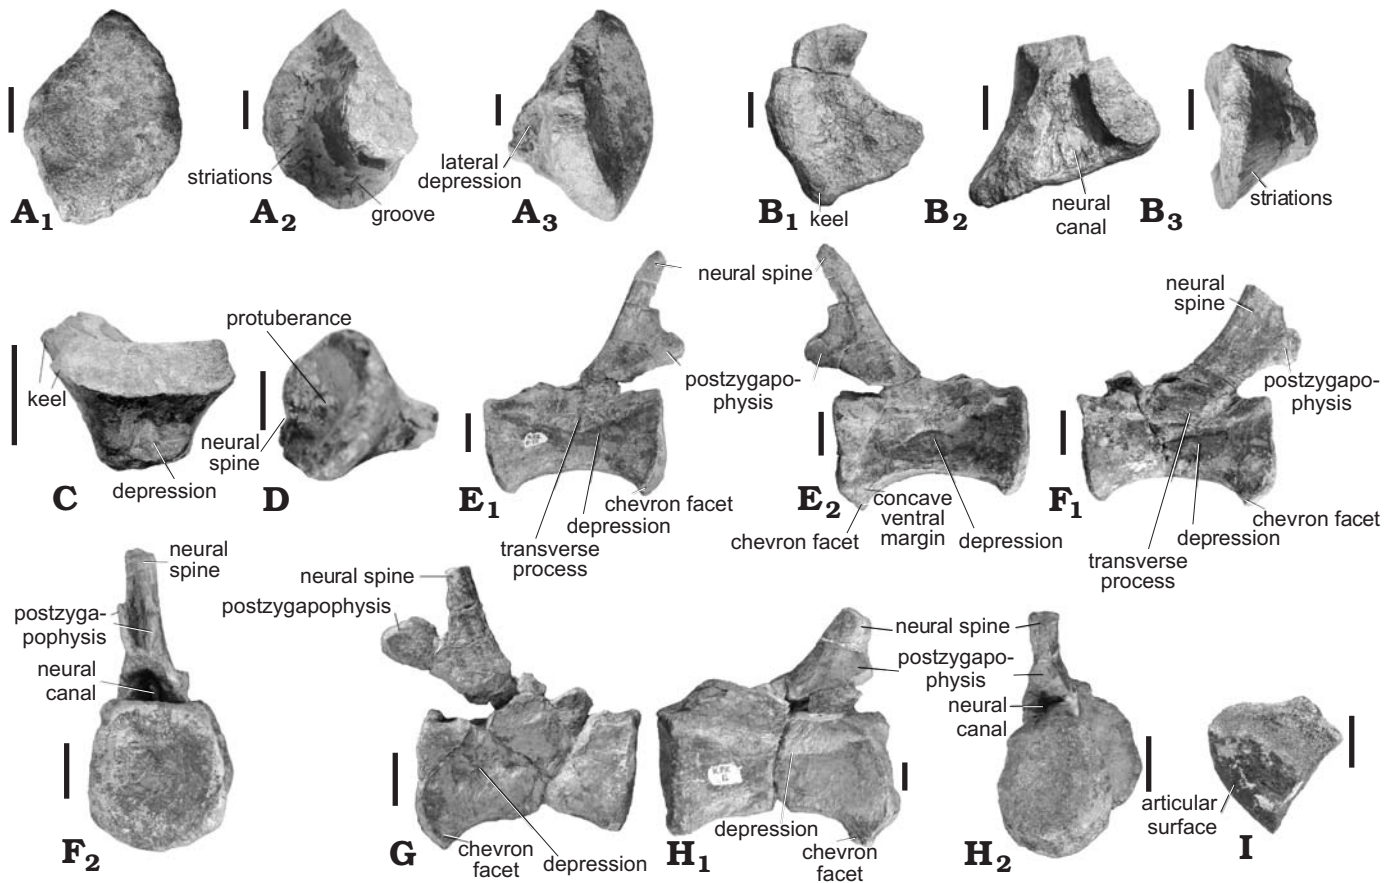 striations
groove
A2
A1
lateral
depression
A3
B1
keel
B2
neural
canal
B3
striations
keel
depression
C
protuberance
neural
spine
D
neural spine
postzygapo-
physis
E1
chevron facet
depression
transverse
process
E2
concave
ventral
margin
chevron facet
depression
neural
spine
postzygapo-
physis
F1
chevron facet
depression
transverse
process
neural
spine
postzyga-
pophysis
neural
canal
F2
neural spine
postzygapophysis
G
chevron
facet
depression
neural spine
postzygapo-
physis
neural
canal
H1
depression
chevron
facet
H2
articular
surface
I